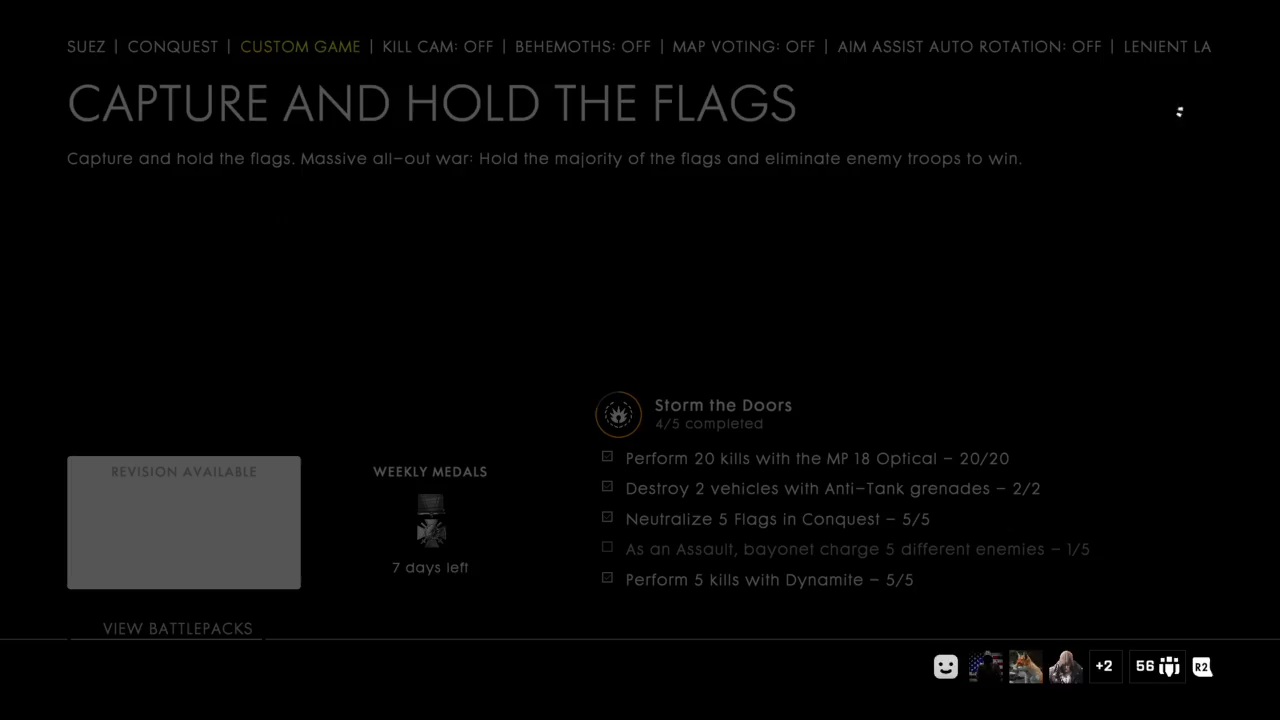 SUEZ | CONQUEST | CUSTOM GAME | KILL CAM: OFF | BEHEMOTHS: OFF | MAP VOTING: OFF | AIM ASSIST AUTO ROTATION: OFF | LENIENT LA
CAPTURE AND HOLD THE FLAGS
Capture and hold the flags. Massive all-out war: Hold the majority of the flags and eliminate enemy troops to win.
Storm the Doors
4/5 completed
REVISION AVAILABLE
WEEKLY MEDALS
7 days left
Perform 20 kills with the MP 18 Optical - 20/20
Destroy 2 vehicles with Anti-Tank grenades - 2/2
Neutralize 5 Flags in Conquest - 5/5
As an Assault, bayonet charge 5 different enemies - 1/5
Perform 5 kills with Dynamite - 5/5
VIEW BATTLEPACKS
+2
56
R2